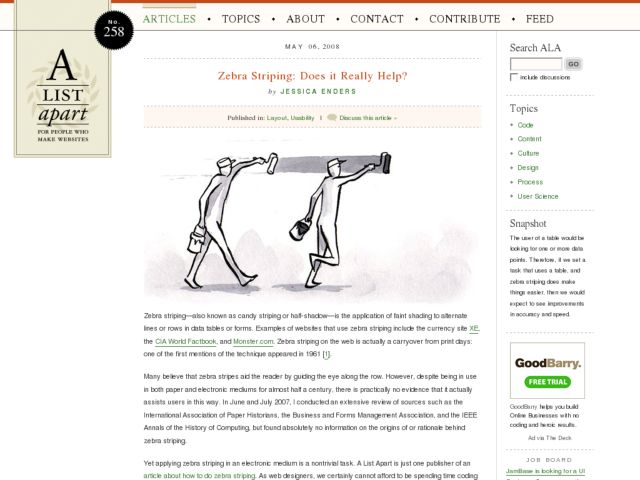 ARTICLES • TOPICS • ABOUT • CONTACT • CONTRIBUTE • FEED
No.
258
A
LIST
apart
FOR PEOPLE WHO
MAKE WEBSITES
MAY 06, 2008
Zebra Striping: Does it Really Help?
by JESSICA ENDERS
Published in: Layout, Usability | Discuss this article »
Zebra striping—also known as candy striping or half-shadow—is the application of faint shading to alternate
lines or rows in data tables or forms. Examples of websites that use zebra striping include the currency site XE,
the CIA World Factbook, and Monster.com. Zebra striping on the web is actually a carryover from print days:
one of the first mentions of the technique appeared in 1961 [1].
Many believe that zebra stripes aid the reader by guiding the eye along the row. However, despite being in use
in both paper and electronic mediums for almost half a century, there is practically no evidence that it actually
assists users in this way. In June and July 2007, I conducted an extensive review of sources such as the
International Association of Paper Historians, the Business and Forms Management Association, and the IEEE
Annals of the History of Computing, but found absolutely no information on the origins of or rationale behind
zebra striping.
Yet applying zebra striping in an electronic medium is a nontrivial task. A List Apart is just one publisher of an
article about how to do zebra striping. As web designers, we certainly cannot afford to be spending time coding
Search ALA
GO
include discussions
Topics
• Code
• Content
• Culture
• Design
• Process
• User Science
Snapshot
The user of a table would be
looking for one or more data
points. Therefore, if we set a
task that uses a table, and
zebra striping does make
things easier, then we would
expect to see improvements
in accuracy and speed.
GoodBarry.
FREE TRIAL
GoodBarry helps you build
Online Businesses with no
coding and heroic results.
Ad via The Deck
JOB BOARD
JamBase is looking for a UI